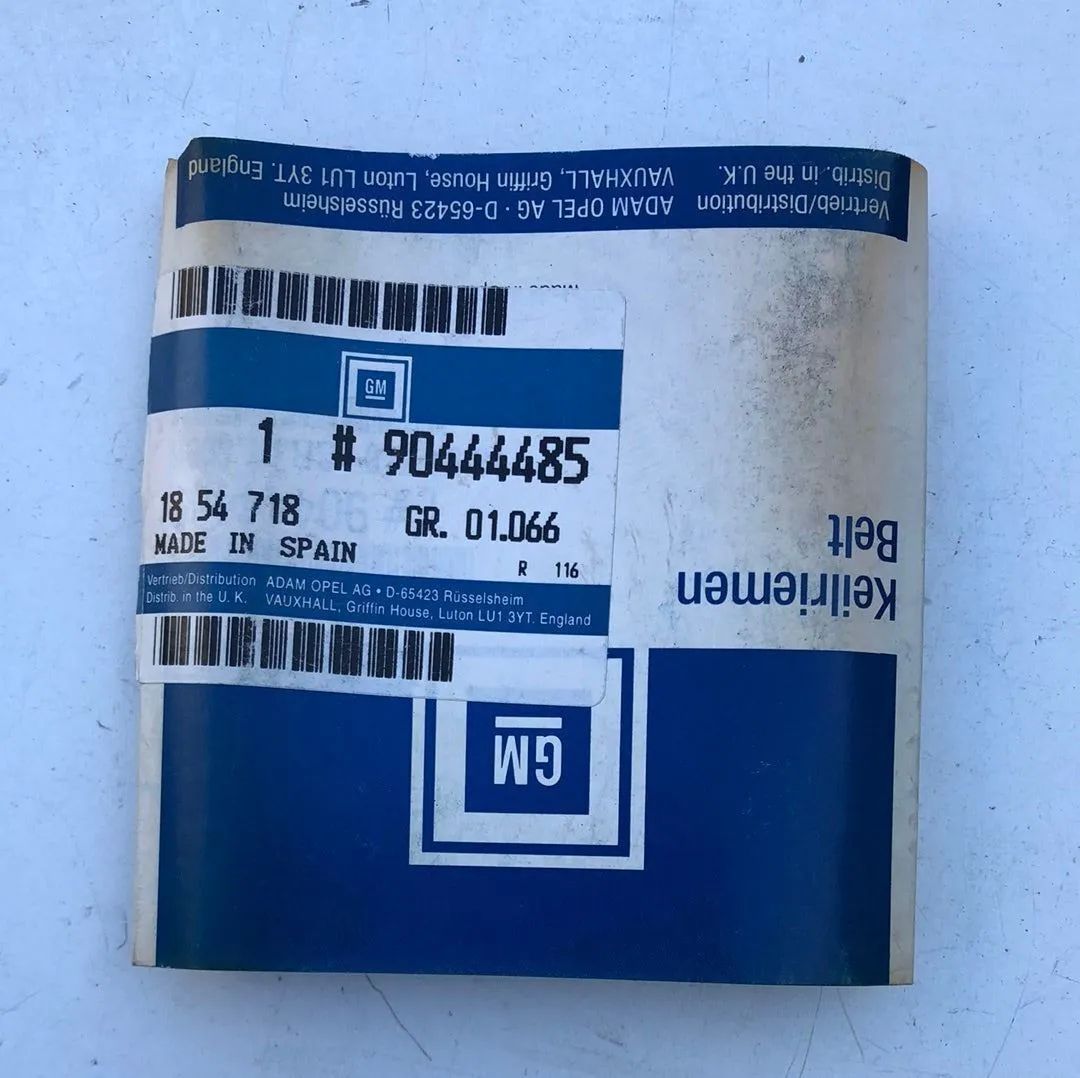 Vertrieb/Distribution ADAM OPEL AG · D-65423 Rüsselsheim
Distrib. in the U.K. VAUXHALL, Griffin House, Luton LU1 3YT. England
GM
1 # 90444485
18 54 718 GR. 01.066
MADE IN SPAIN R 116
Vertrieb/Distribution ADAM OPEL AG • D-65423 Rüsselsheim
Distrib. in the U. K. VAUXHALL, Griffin House, Luton LU1 3YT. England
Keilriemen
Belt
GM